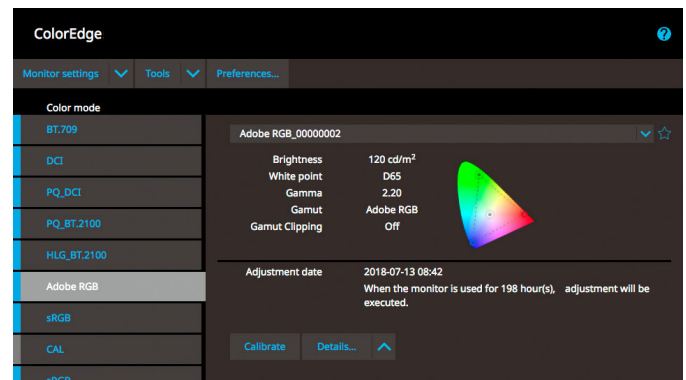 ColorEdge
?
Monitor settings Tools Preferences...
Color mode
BT.709
DCI
PQ_DCI
PQ_BT.2100
HLG_BT.2100
Adobe RGB
sRGB
CAL
sRGB
Adobe RGB_00000002
Brightness 120 cd/m²
White point D65
Gamma 2.20
Gamut Adobe RGB
Gamut Clipping Off
Adjustment date 2018-07-13 08:42
When the monitor is used for 198 hour(s), adjustment will be
executed.
Calibrate Details...